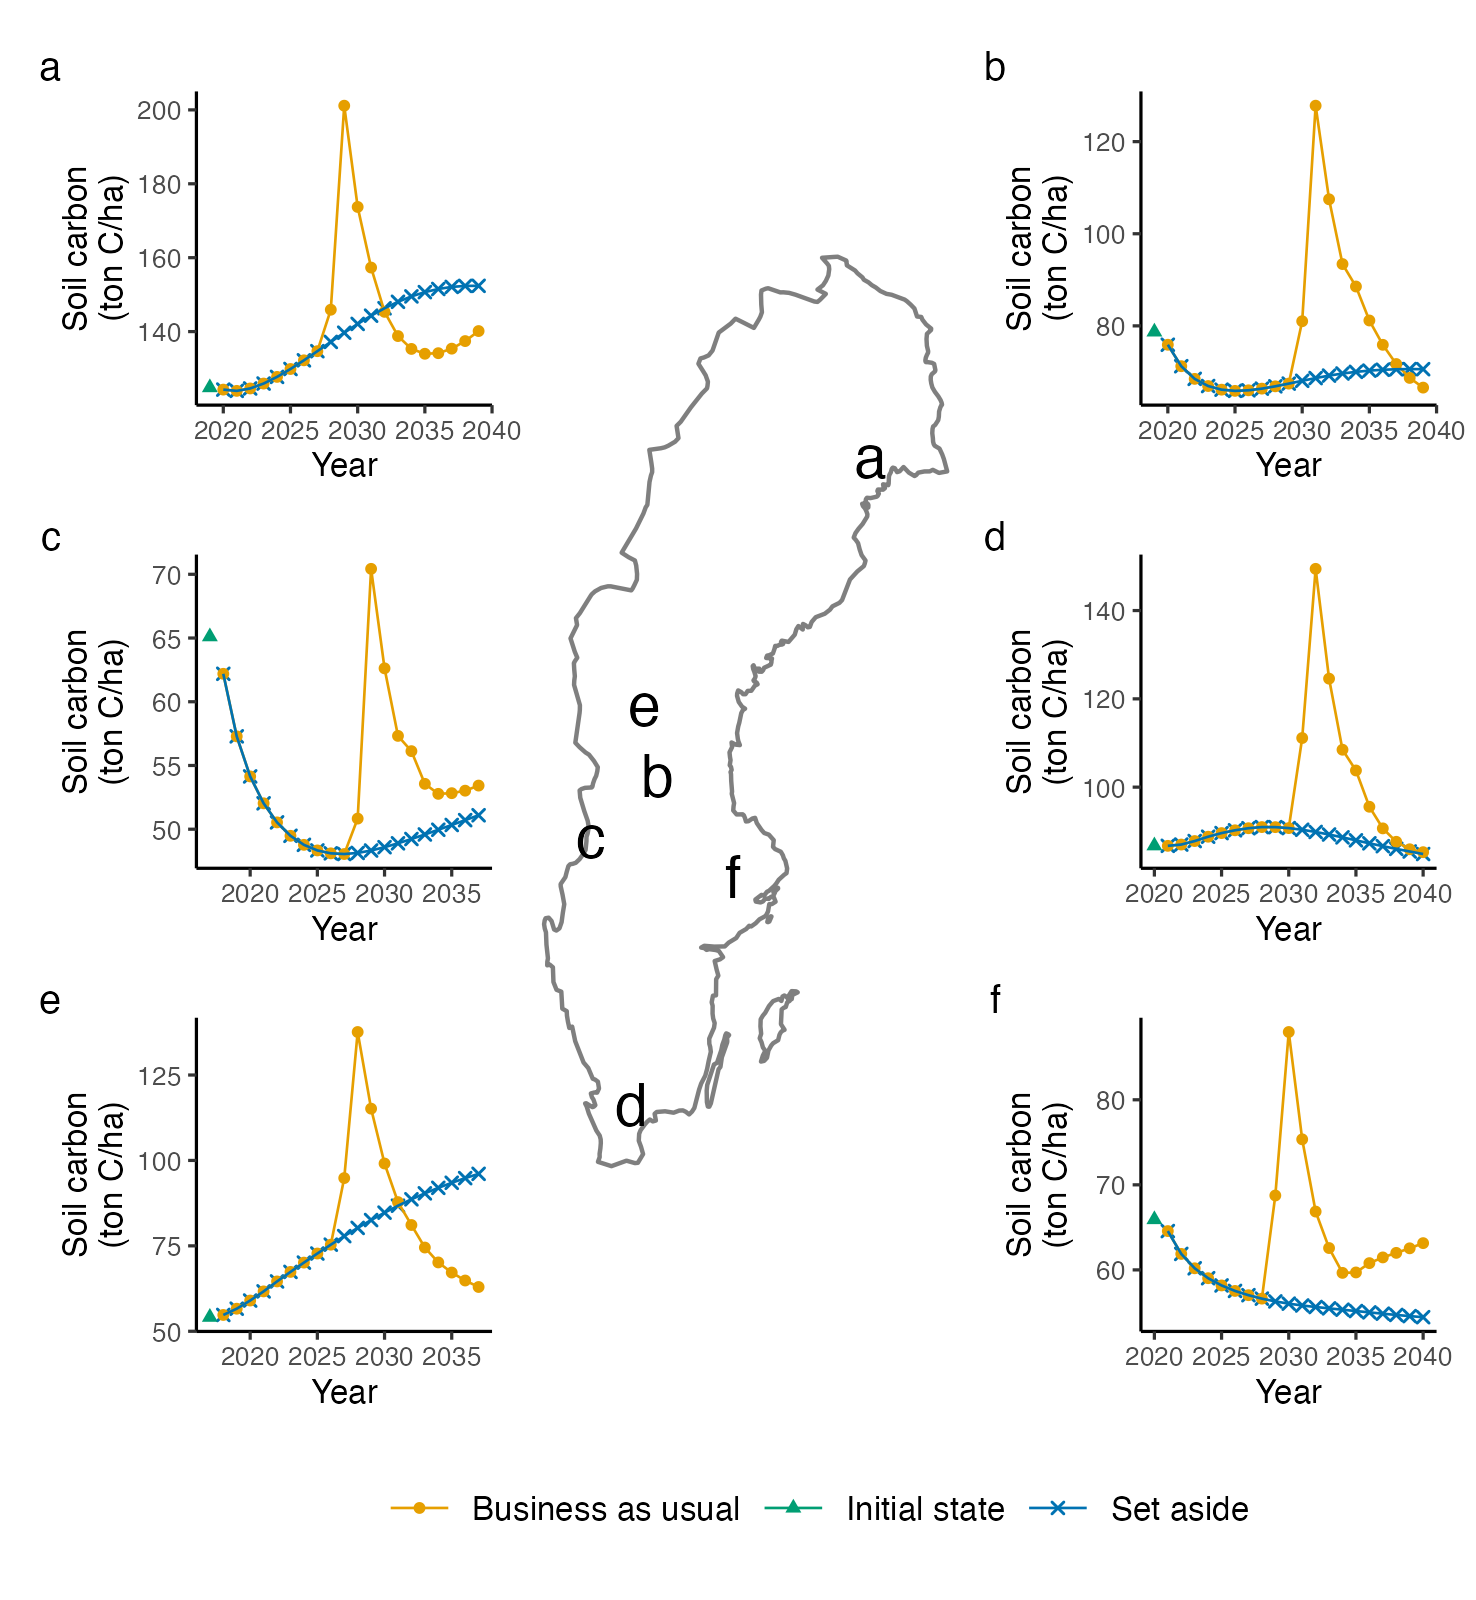 a
200
180
160
140
Soil carbon
(ton C/ha)
2020 2025 2030 2035 2040
Year
b
120
100
80
Soil carbon
(ton C/ha)
2020 2025 2030 2035 2040
Year
c
70
65
60
55
50
Soil carbon
(ton C/ha)
2020 2025 2030 2035
Year
d
140
120
100
Soil carbon
(ton C/ha)
2020 2025 2030 2035 2040
Year
e
125
100
75
50
Soil carbon
(ton C/ha)
2020 2025 2030 2035
Year
f
80
70
60
Soil carbon
(ton C/ha)
2020 2025 2030 2035 2040
Year
a
e
b
c
f
d
Business as usual Initial state Set aside